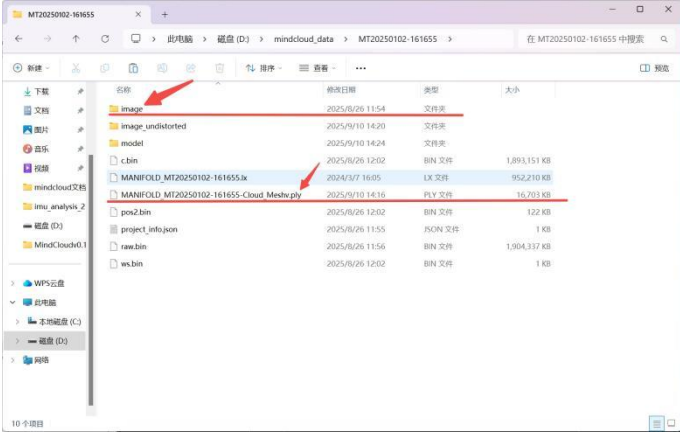 MT20250102-161655
此电脑 > 磁盘 (D:) > mindcloud_data > MT20250102-161655 >
在 MT20250102-161655 中搜索
新建
排序
查看
预览
名称 修改日期 类型 大小
下载
文档
图片
音乐
视频
mindcloud文档
imu_analysis_2
磁盘 (D:)
MindCloudv0.1
WPS云盘
此电脑
本地磁盘 (C:)
磁盘 (D:)
网络
image 2025/8/26 11:54 文件夹
image_undistorted 2025/9/10 14:20 文件夹
model 2025/9/10 14:24 文件夹
c.bin 2025/8/26 12:02 BIN 文件 1,893,151 KB
MANIFOLD_MT20250102-161655.lx 2024/3/7 16:05 LX 文件 952,210 KB
MANIFOLD_MT20250102-161655-Cloud_Meshv.ply 2025/9/10 14:16 PLY 文件 16,703 KB
pos2.bin 2025/8/26 12:02 BIN 文件 122 KB
project_info.json 2025/8/26 11:55 JSON 文件 1 KB
raw.bin 2025/8/26 11:56 BIN 文件 1,904,337 KB
ws.bin 2025/8/26 12:02 BIN 文件 1 KB
10 个项目